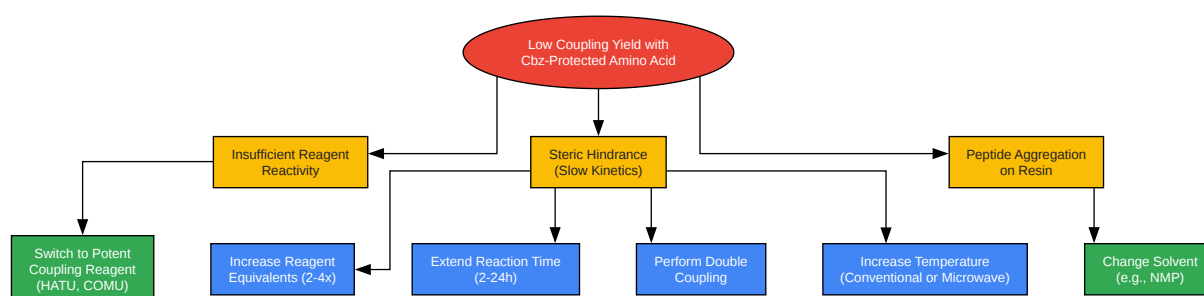 Low Coupling Yield with
Cbz-Protected Amino Acid
Insufficient Reagent
Reactivity
Steric Hindrance
(Slow Kinetics)
Peptide Aggregation
on Resin
Switch to Potent
Coupling Reagent
(HATU, COMU)
Increase Reagent
Equivalents (2-4x)
Extend Reaction Time
(2-24h)
Perform Double
Coupling
Increase Temperature
(Conventional or Microwave)
Change Solvent
(e.g., NMP)